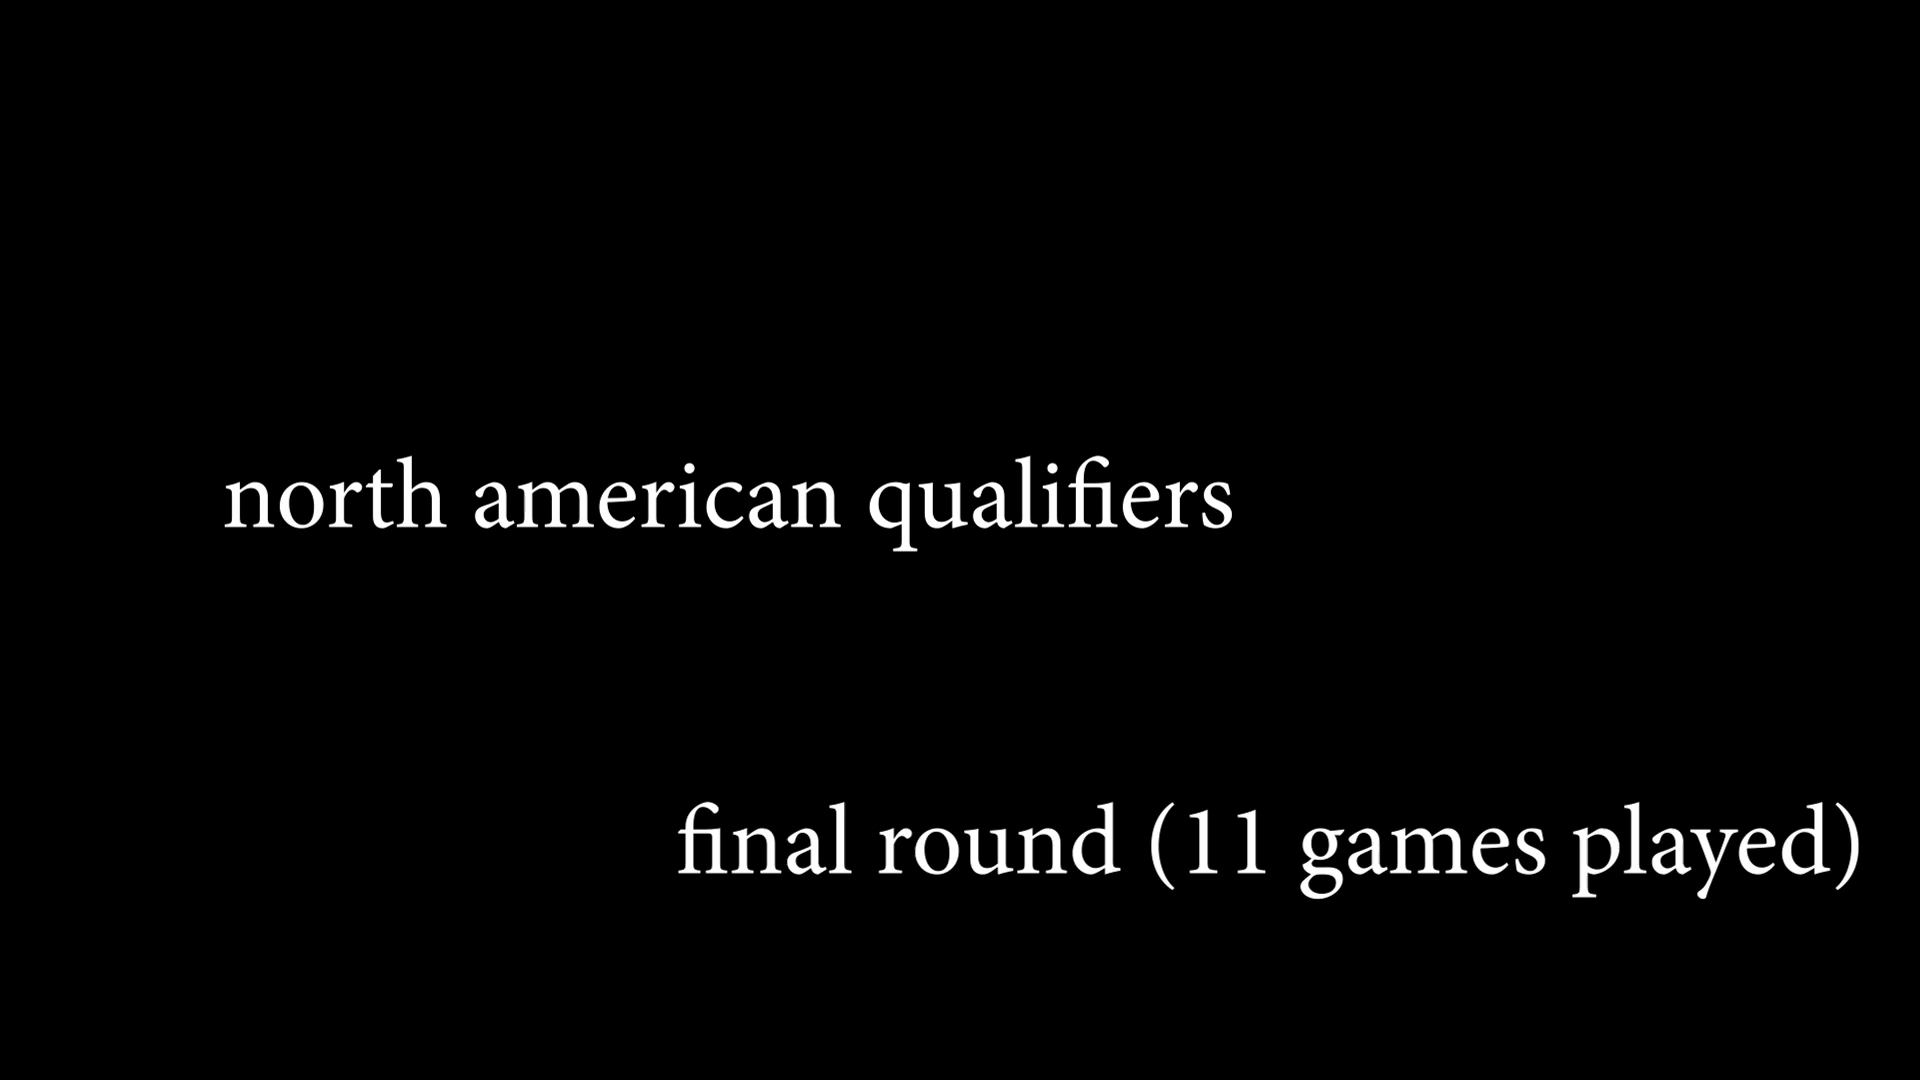 north american qualifiers
final round (11 games played)